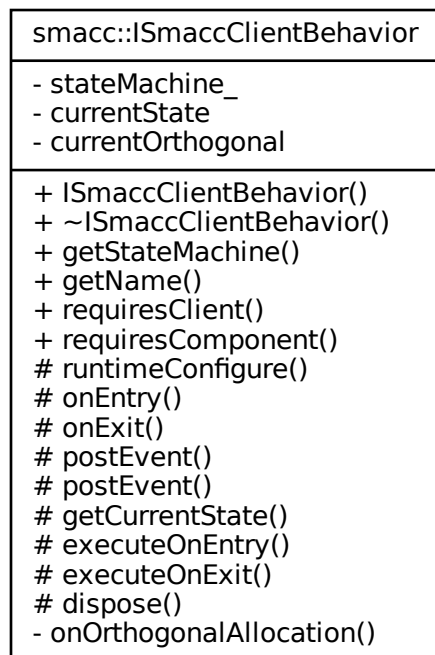 smacc::ISmaccClientBehavior
- stateMachine_
- currentState
- currentOrthogonal
+ ISmaccClientBehavior()
+ ~ISmaccClientBehavior()
+ getStateMachine()
+ getName()
+ requiresClient()
+ requiresComponent()
# runtimeConfigure()
# onEntry()
# onExit()
# postEvent()
# postEvent()
# getCurrentState()
# executeOnEntry()
# executeOnExit()
# dispose()
- onOrthogonalAllocation()